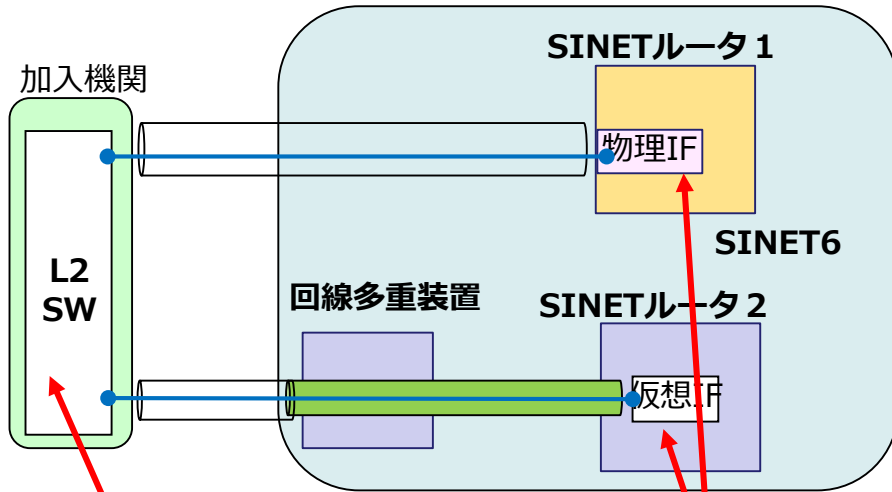 加入機関
SINETルータ１
物理IF
SINET6
L2
SW
回線多重装置
SINETルータ２
仮想IF